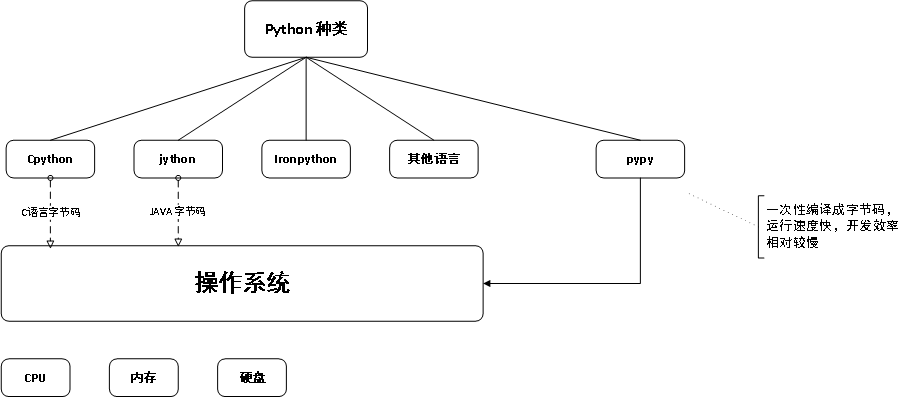 Python 种类
Cpython
jython
Ironpython
其他语言
pypy
C语言字节码
JAVA 字节码
一次性编译成字节码，
运行速度快，开发效率
相对较慢
操作系统
CPU
内存
硬盘